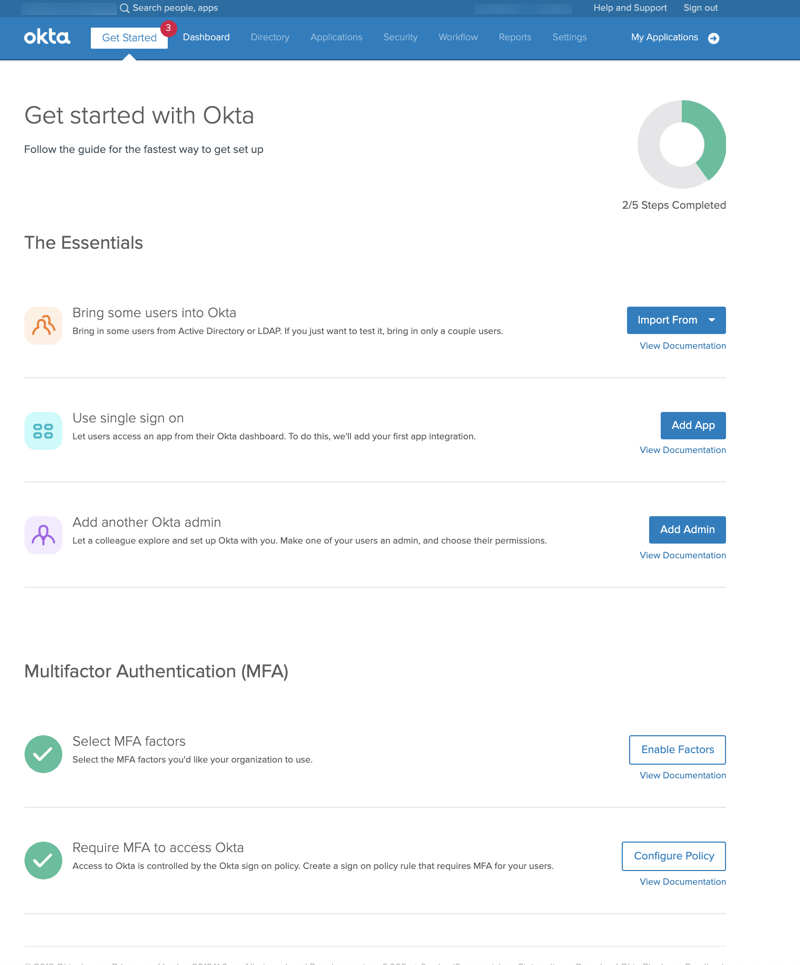 Search people, apps
Help and Support
Sign out
okta
Get Started
3
Dashboard
Directory
Applications
Security
Workflow
Reports
Settings
My Applications
Get started with Okta
Follow the guide for the fastest way to get set up
2/5 Steps Completed
The Essentials
Bring some users into Okta
Bring in some users from Active Directory or LDAP. If you just want to test it, bring in only a couple users.
Import From
View Documentation
Use single sign on
Let users access an app from their Okta dashboard. To do this, we'll add your first app integration.
Add App
View Documentation
Add another Okta admin
Let a colleague explore and set up Okta with you. Make one of your users an admin, and choose their permissions.
Add Admin
View Documentation
Multifactor Authentication (MFA)
Select MFA factors
Select the MFA factors you'd like your organization to use.
Enable Factors
View Documentation
Require MFA to access Okta
Access to Okta is controlled by the Okta sign on policy. Create a sign on policy rule that requires MFA for your users.
Configure Policy
View Documentation